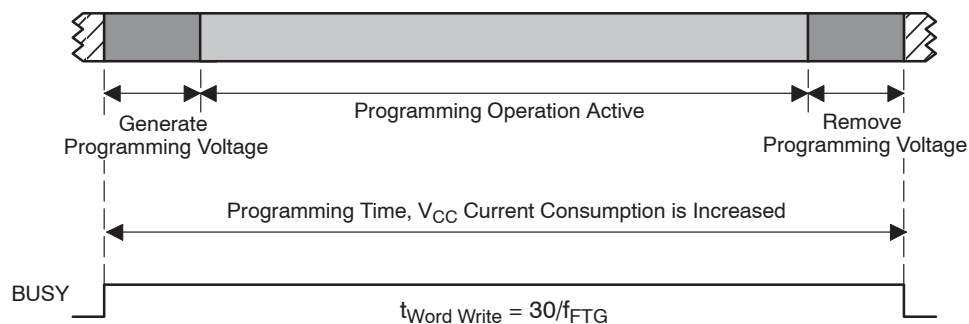 Programming Operation Active
Generate
Programming Voltage
Remove
Programming Voltage
Programming Time, VCC Current Consumption is Increased
BUSY
tWord Write = 30/fFTG